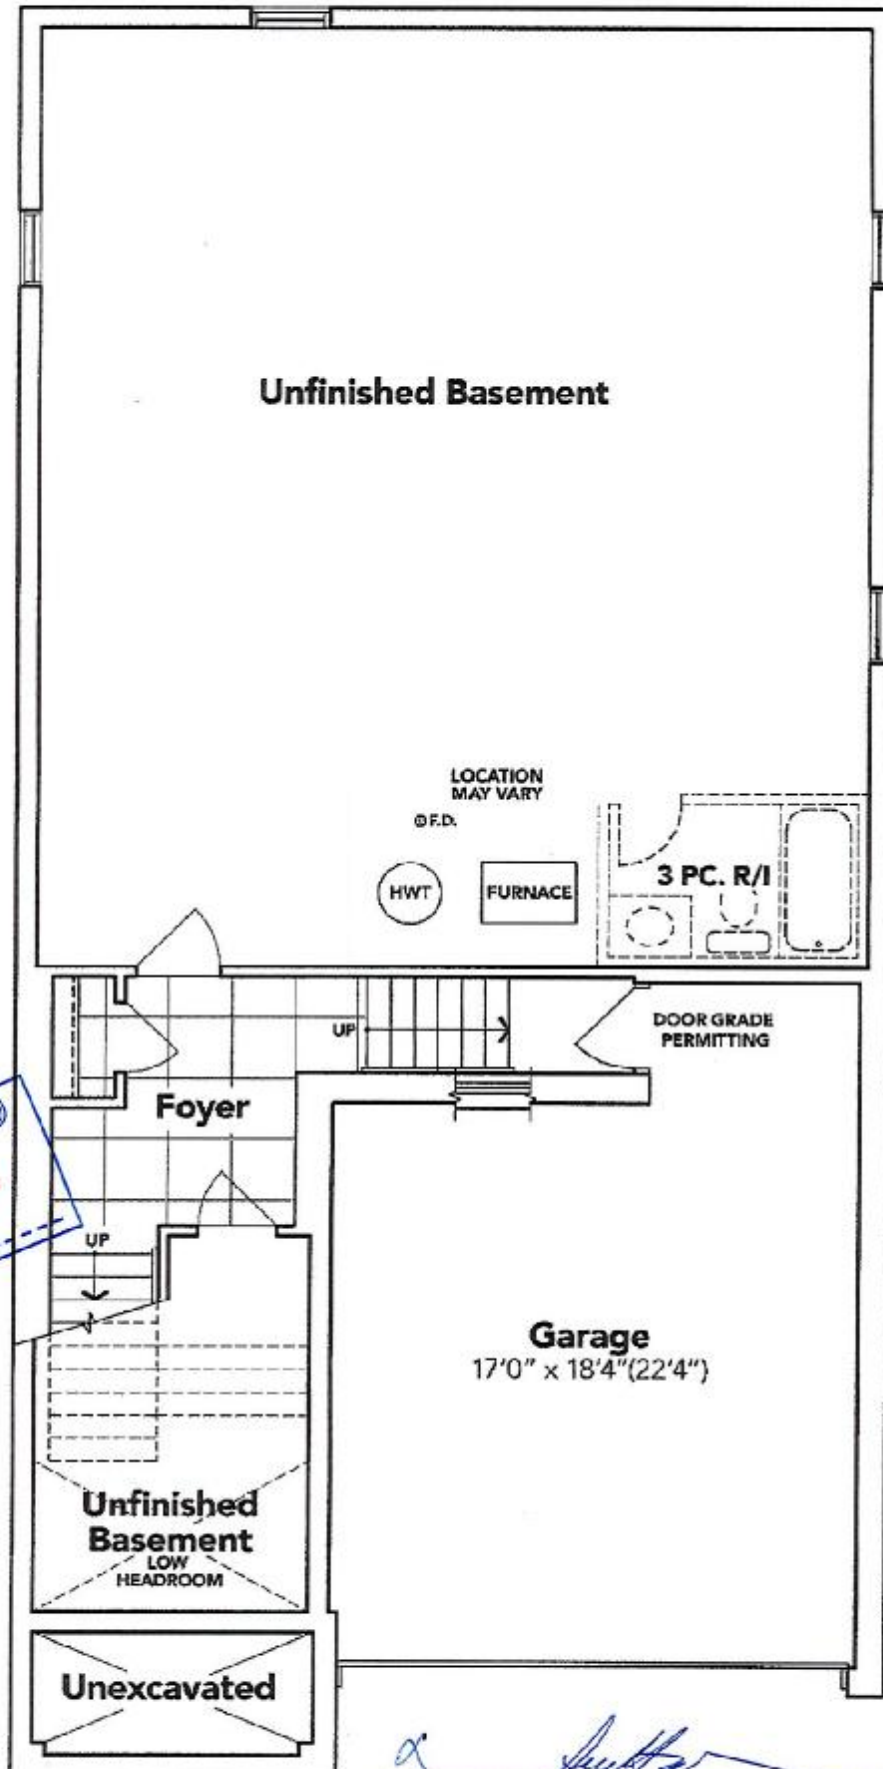 Unfinished Basement
LOCATION
MAY VARY
F.D.
HWT
FURNACE
3 PC. R/I
UP
DOOR GRADE
PERMITTING
Foyer
UP
Garage
17'0" x 18'4"(22'4")
Unfinished
Basement
LOW
HEADROOM
Unexcavated